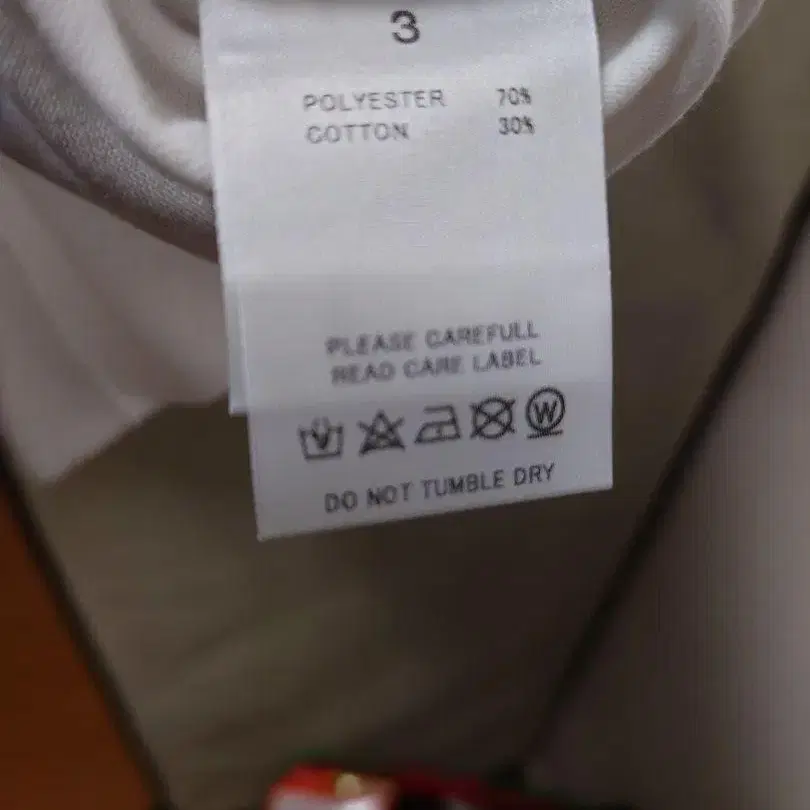 3
POLYESTER 70%
COTTON 30%
PLEASE CAREFULL
READ CARE LABEL
W
DO NOT TUMBLE DRY